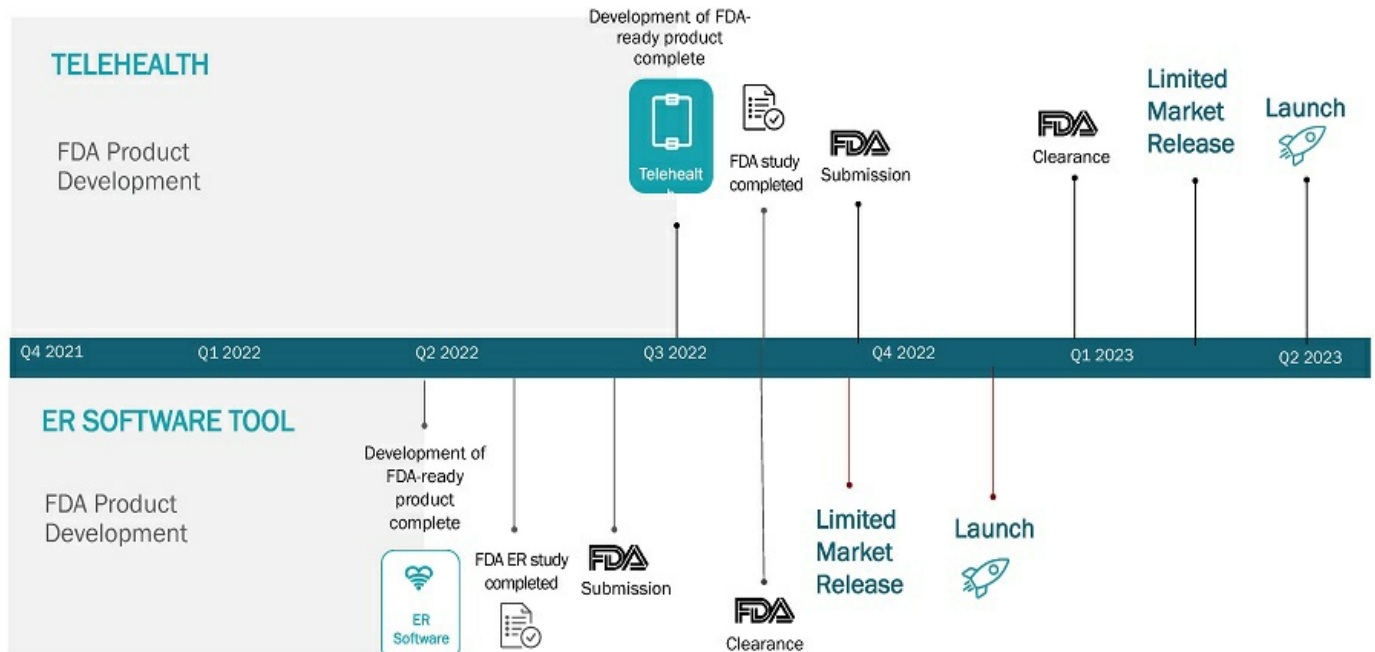 TELEHEALTH
FDA Product
Development
Development of FDA-
ready product
complete
Telehealt
h
FDA study
completed
FDA
Submission
FDA
Clearance
Limited
Market
Release
Launch
Q4 2021
Q1 2022
Q2 2022
Q3 2022
Q4 2022
Q1 2023
Q2 2023
ER SOFTWARE TOOL
FDA Product
Development
Development of
FDA-ready
product
complete
ER
Software
FDA ER study
completed
FDA
Submission
FDA
Clearance
Limited
Market
Release
Launch